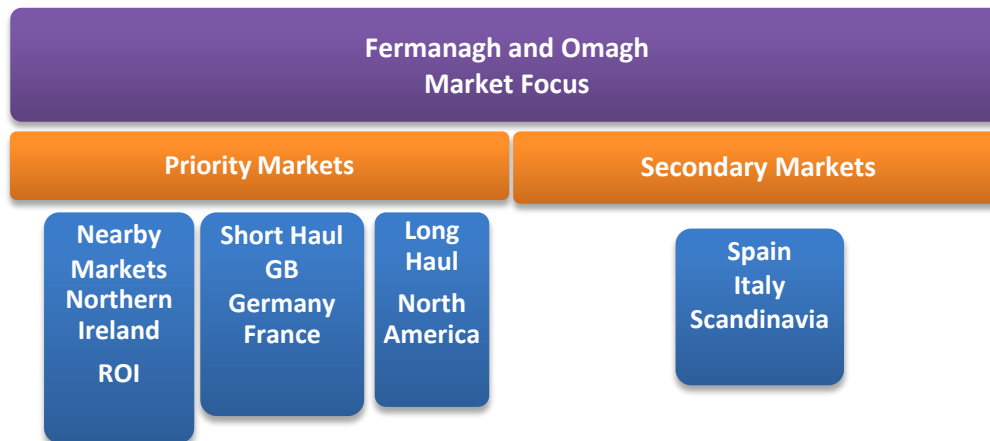 Fermanagh and Omagh
Market Focus
Priority Markets
Secondary Markets
Nearby
Markets
Northern
Ireland
ROI
Short Haul
GB
Germany
France
Long
Haul
North
America
Spain
Italy
Scandinavia